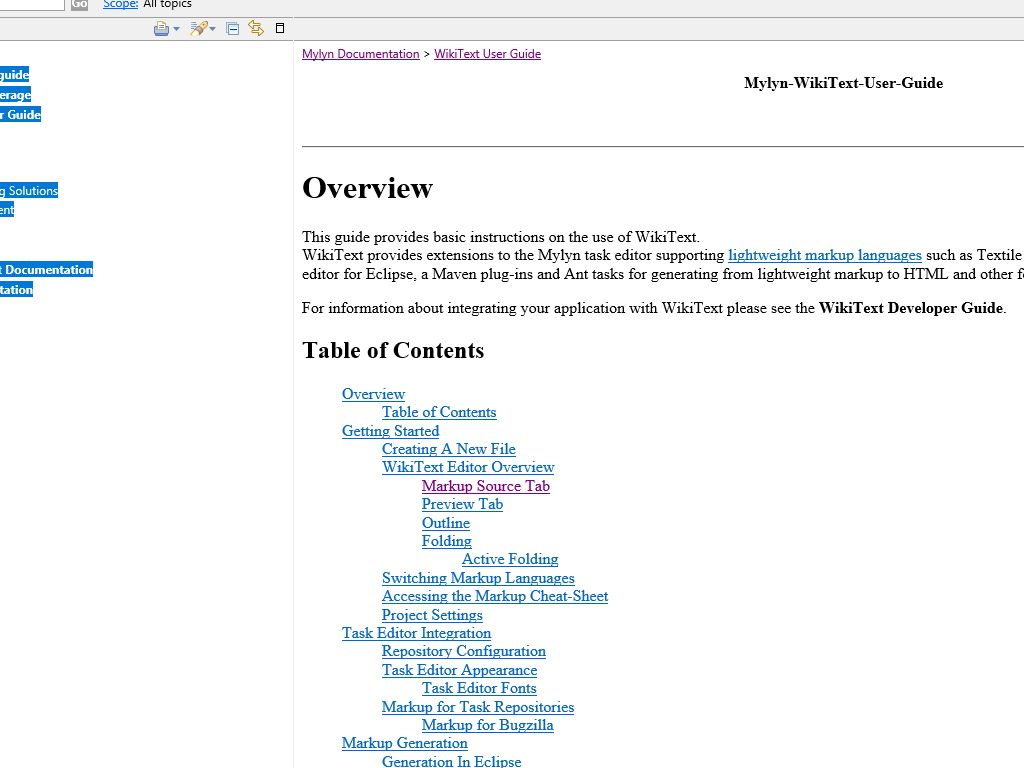 Go Scope: All topics
guide
erage
r Guide
g Solutions
ent
t Documentation
tation
Mylyn Documentation > WikiText User Guide
Mylyn-WikiText-User-Guide
Overview
This guide provides basic instructions on the use of WikiText.
WikiText provides extensions to the Mylyn task editor supporting lightweight markup languages such as Textile
editor for Eclipse, a Maven plug-ins and Ant tasks for generating from lightweight markup to HTML and other fo
For information about integrating your application with WikiText please see the WikiText Developer Guide.
Table of Contents
Overview
Table of Contents
Getting Started
Creating A New File
WikiText Editor Overview
Markup Source Tab
Preview Tab
Outline
Folding
Active Folding
Switching Markup Languages
Accessing the Markup Cheat-Sheet
Project Settings
Task Editor Integration
Repository Configuration
Task Editor Appearance
Task Editor Fonts
Markup for Task Repositories
Markup for Bugzilla
Markup Generation
Generation In Eclipse